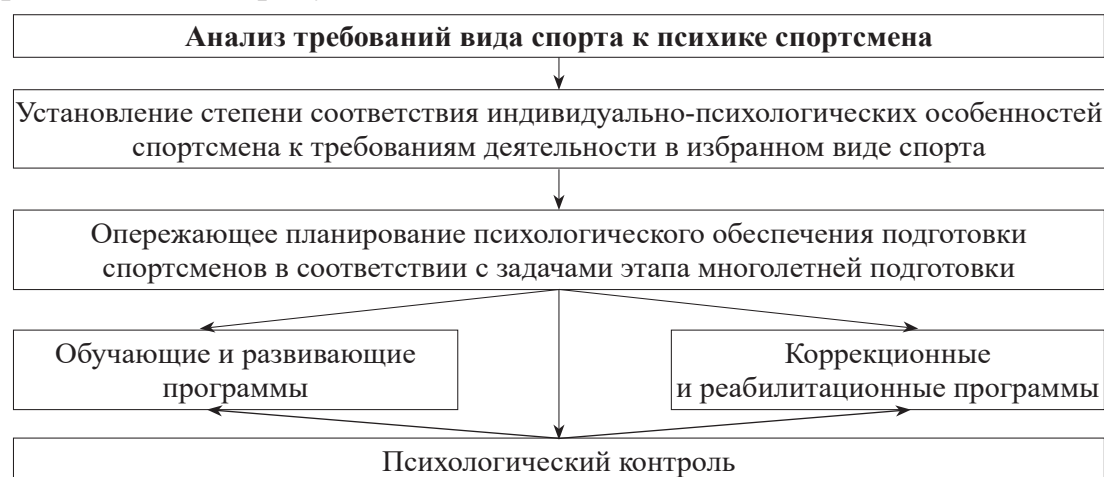 Анализ требований вида спорта к психике спортсмена
Установление степени соответствия индивидуально-психологических особенностей
спортсмена к требованиям деятельности в избранном виде спорта
Опережающее планирование психологического обеспечения подготовки
спортсменов в соответствии с задачами этапа многолетней подготовки
Обучающие и развивающие
программы
Коррекционные
и реабилитационные программы
Психологический контроль